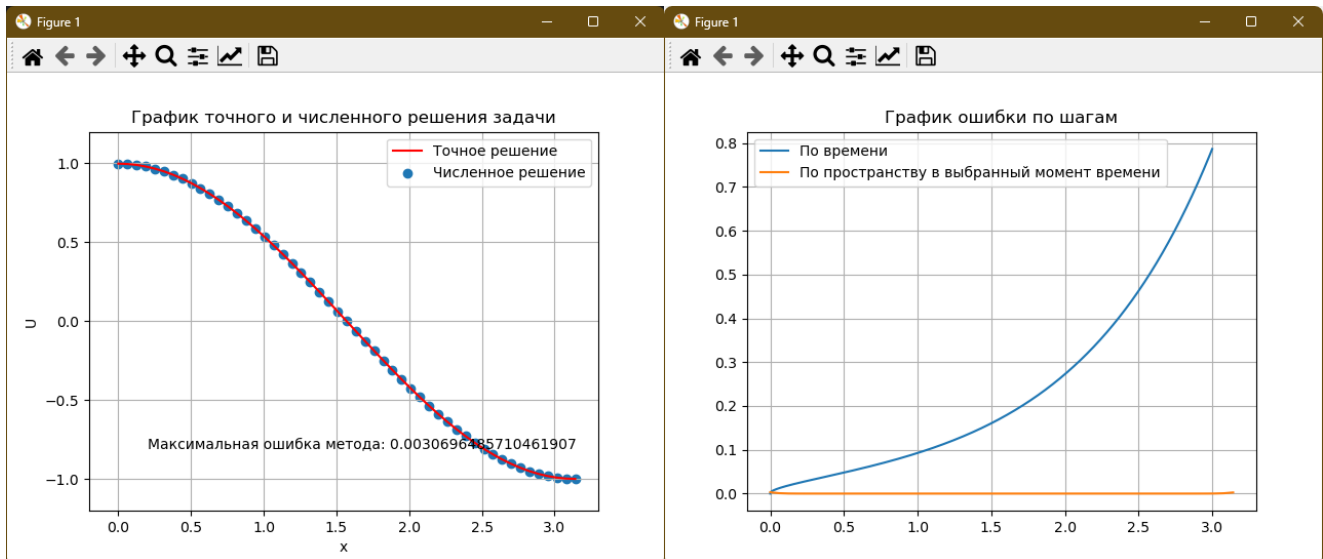 Figure 1
График точного и численного решения задачи
Точное решение
Численное решение
1.0
0.5
0.0
−0.5
−1.0
U
Максимальная ошибка метода: 0.0030696485710461907
0.0 0.5 1.0 1.5 2.0 2.5 3.0
x
Figure 1
График ошибки по шагам
По времени
По пространству в выбранный момент времени
0.8
0.7
0.6
0.5
0.4
0.3
0.2
0.1
0.0
0.0 0.5 1.0 1.5 2.0 2.5 3.0